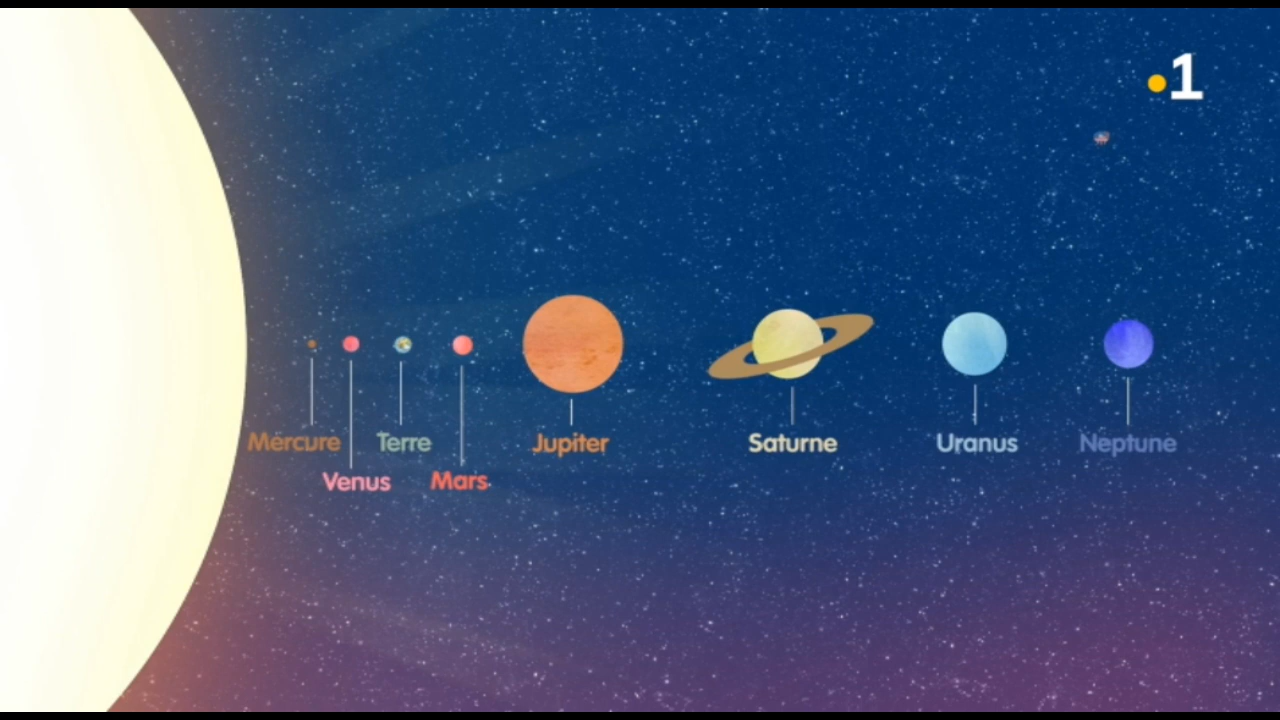 1
Mercure
Terre
Jupiter
Saturne
Uranus
Neptune
Venus
Mars